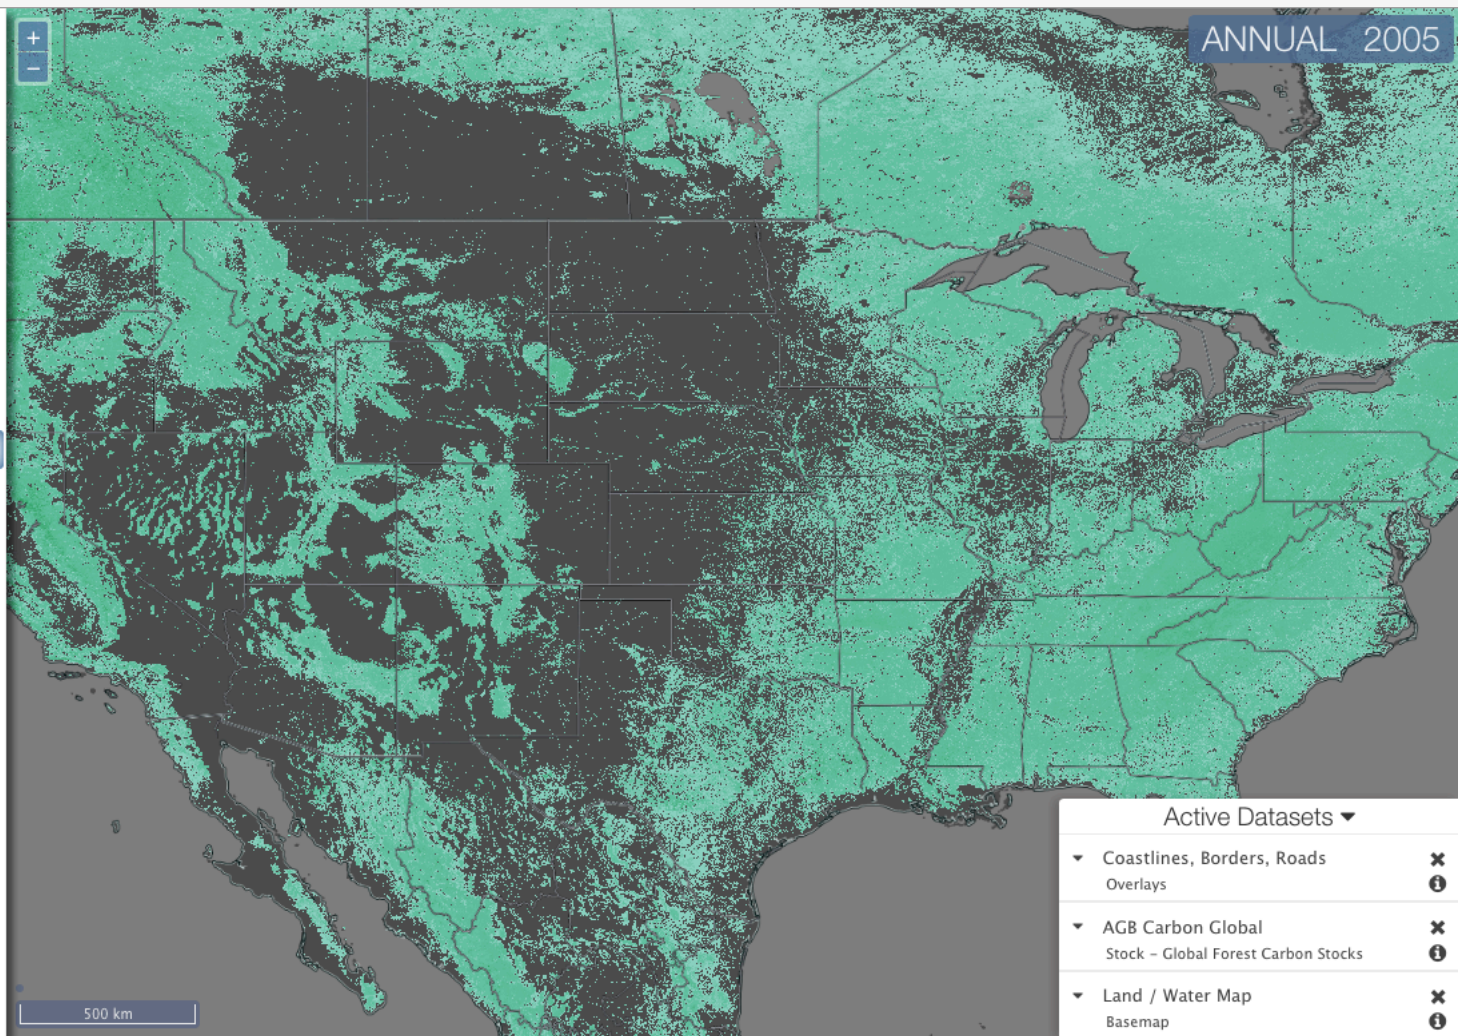 +
ANNUAL 2005
−
Active Datasets
Coastlines, Borders, Roads
Overlays
AGB Carbon Global
Stock – Global Forest Carbon Stocks
Land / Water Map
Basemap
500 km